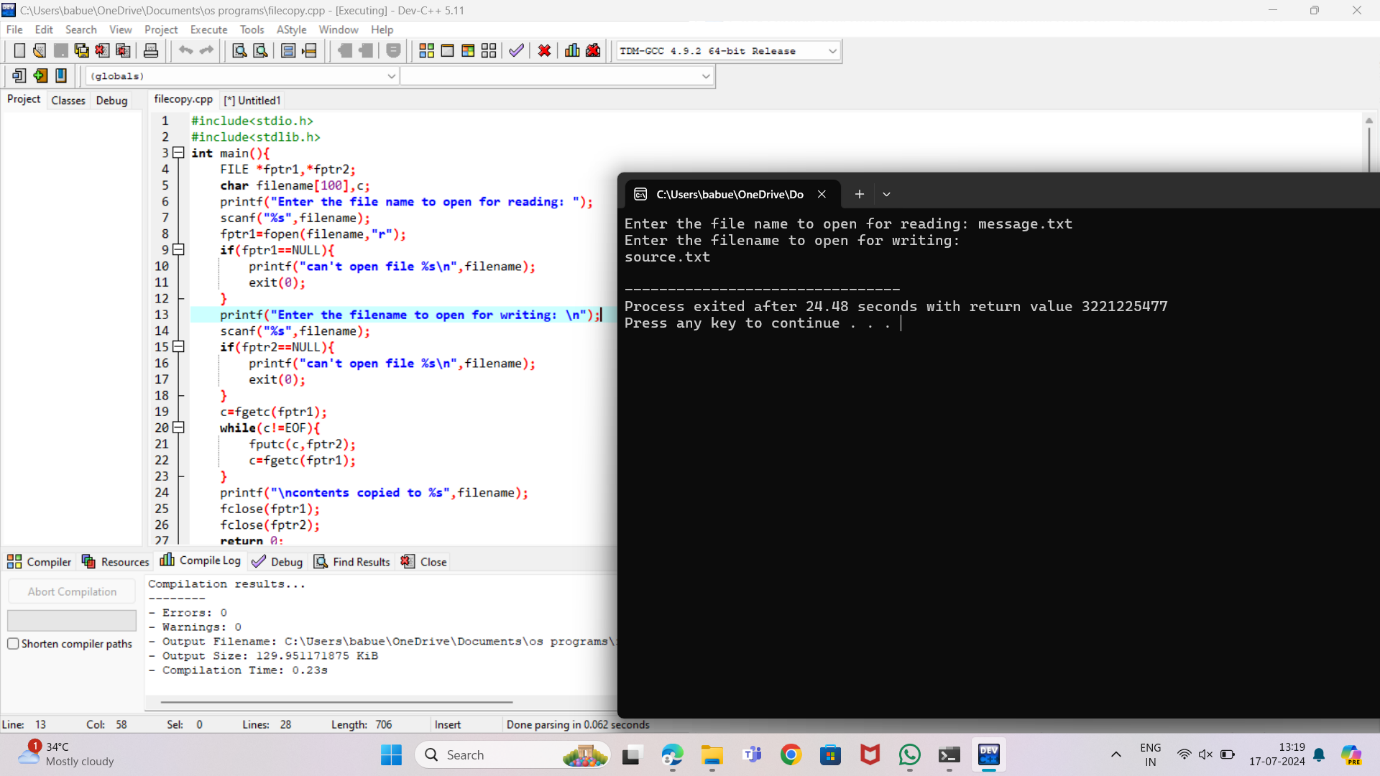 C:\Users\babue\OneDrive\Documents\os programs\filecopy.cpp - [Executing] - Dev-C++ 5.11
File Edit Search View Project Execute Tools AStyle Window Help
TDM-GCC 4.9.2 64-bit Release
(globals)
Project Classes Debug
filecopy.cpp [*] Untitled1
1 #include<stdio.h>
2 #include<stdlib.h>
3 int main(){
4 FILE *fptr1,*fptr2;
5 char filename[100],c;
6 printf("Enter the file name to open for reading: ");
7 scanf("%s",filename);
8 fptr1=fopen(filename,"r");
9 if(fptr1==NULL){
10 printf("can't open file %s\n",filename);
11 exit(0);
12 }
13 printf("Enter the filename to open for writing: \n");
14 scanf("%s",filename);
15 if(fptr2==NULL){
16 printf("can't open file %s\n",filename);
17 exit(0);
18 }
19 c=fgetc(fptr1);
20 while(c!=EOF){
21 fputc(c,fptr2);
22 c=fgetc(fptr1);
23 }
24 printf("\ncontents copied to %s",filename);
25 fclose(fptr1);
26 fclose(fptr2);
27 return 0;
C:\Users\babue\OneDrive\Do
Enter the file name to open for reading: message.txt
Enter the filename to open for writing:
source.txt
--------------------------------
Process exited after 24.48 seconds with return value 3221225477
Press any key to continue . . .
Compiler Resources Compile Log Debug Find Results Close
Abort Compilation
Shorten compiler paths
Compilation results...
--------
- Errors: 0
- Warnings: 0
- Output Filename: C:\Users\babue\OneDrive\Documents\os programs\
- Output Size: 129.951171875 KiB
- Compilation Time: 0.23s
Line: 13 Col: 58 Sel: 0 Lines: 28 Length: 706 Insert Done parsing in 0.062 seconds
1
34°C
Mostly cloudy
Search
DEV
PRE
ENG
IN
13:19
17-07-2024